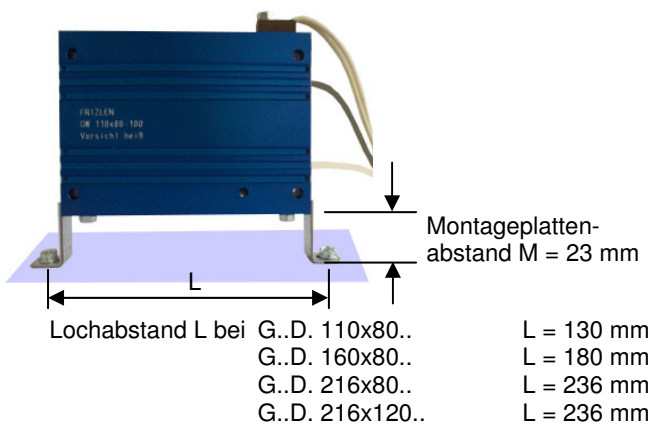 FRIZLEN
GW 110x80-100
Vorsicht heiß
Montageplatten-
abstand M = 23 mm
L
Lochabstand L bei G..D. 110x80.. L = 130 mm
G..D. 160x80.. L = 180 mm
G..D. 216x80.. L = 236 mm
G..D. 216x120.. L = 236 mm